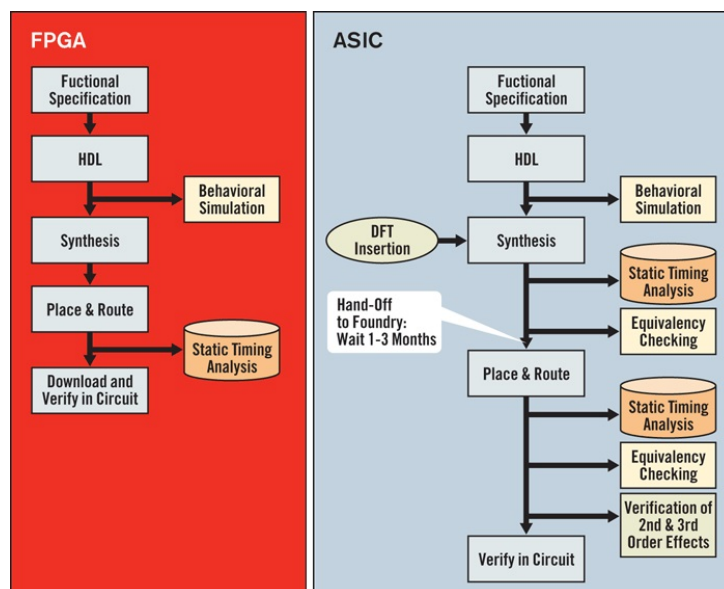 FPGA
Fuctional
Specification
HDL
Behavioral
Simulation
Synthesis
Place & Route
Static Timing
Analysis
Download and
Verify in Circuit
ASIC
Fuctional
Specification
HDL
Behavioral
Simulation
DFT
Insertion
Synthesis
Static Timing
Analysis
Hand-Off
to Foundry:
Wait 1-3 Months
Equivalency
Checking
Place & Route
Static Timing
Analysis
Equivalency
Checking
Verification of
2nd & 3rd
Order Effects
Verify in Circuit